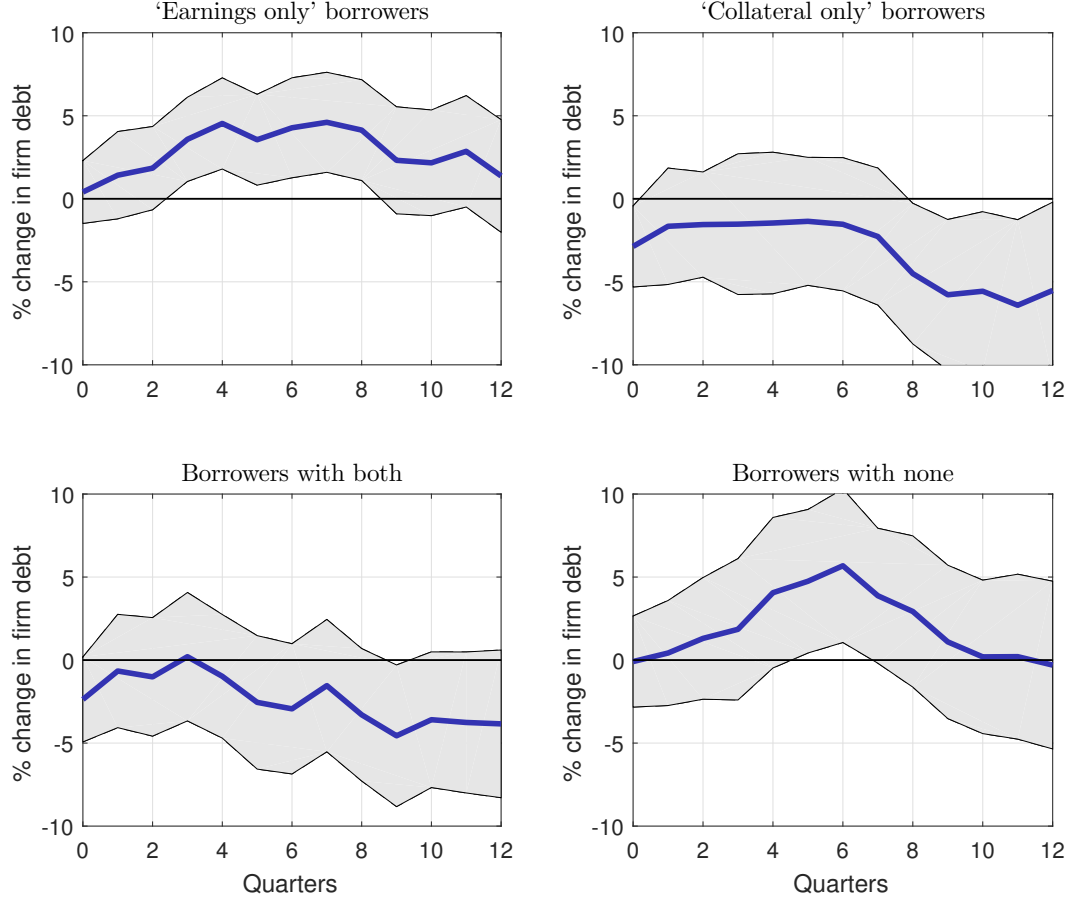 ‘Earnings only’ borrowers
% change in firm debt
10
5
0
-5
-10
0 2 4 6 8 10 12
‘Collateral only’ borrowers
% change in firm debt
10
5
0
-5
-10
0 2 4 6 8 10 12
Borrowers with both
% change in firm debt
10
5
0
-5
-10
0 2 4 6 8 10 12
Quarters
Borrowers with none
% change in firm debt
10
5
0
-5
-10
0 2 4 6 8 10 12
Quarters